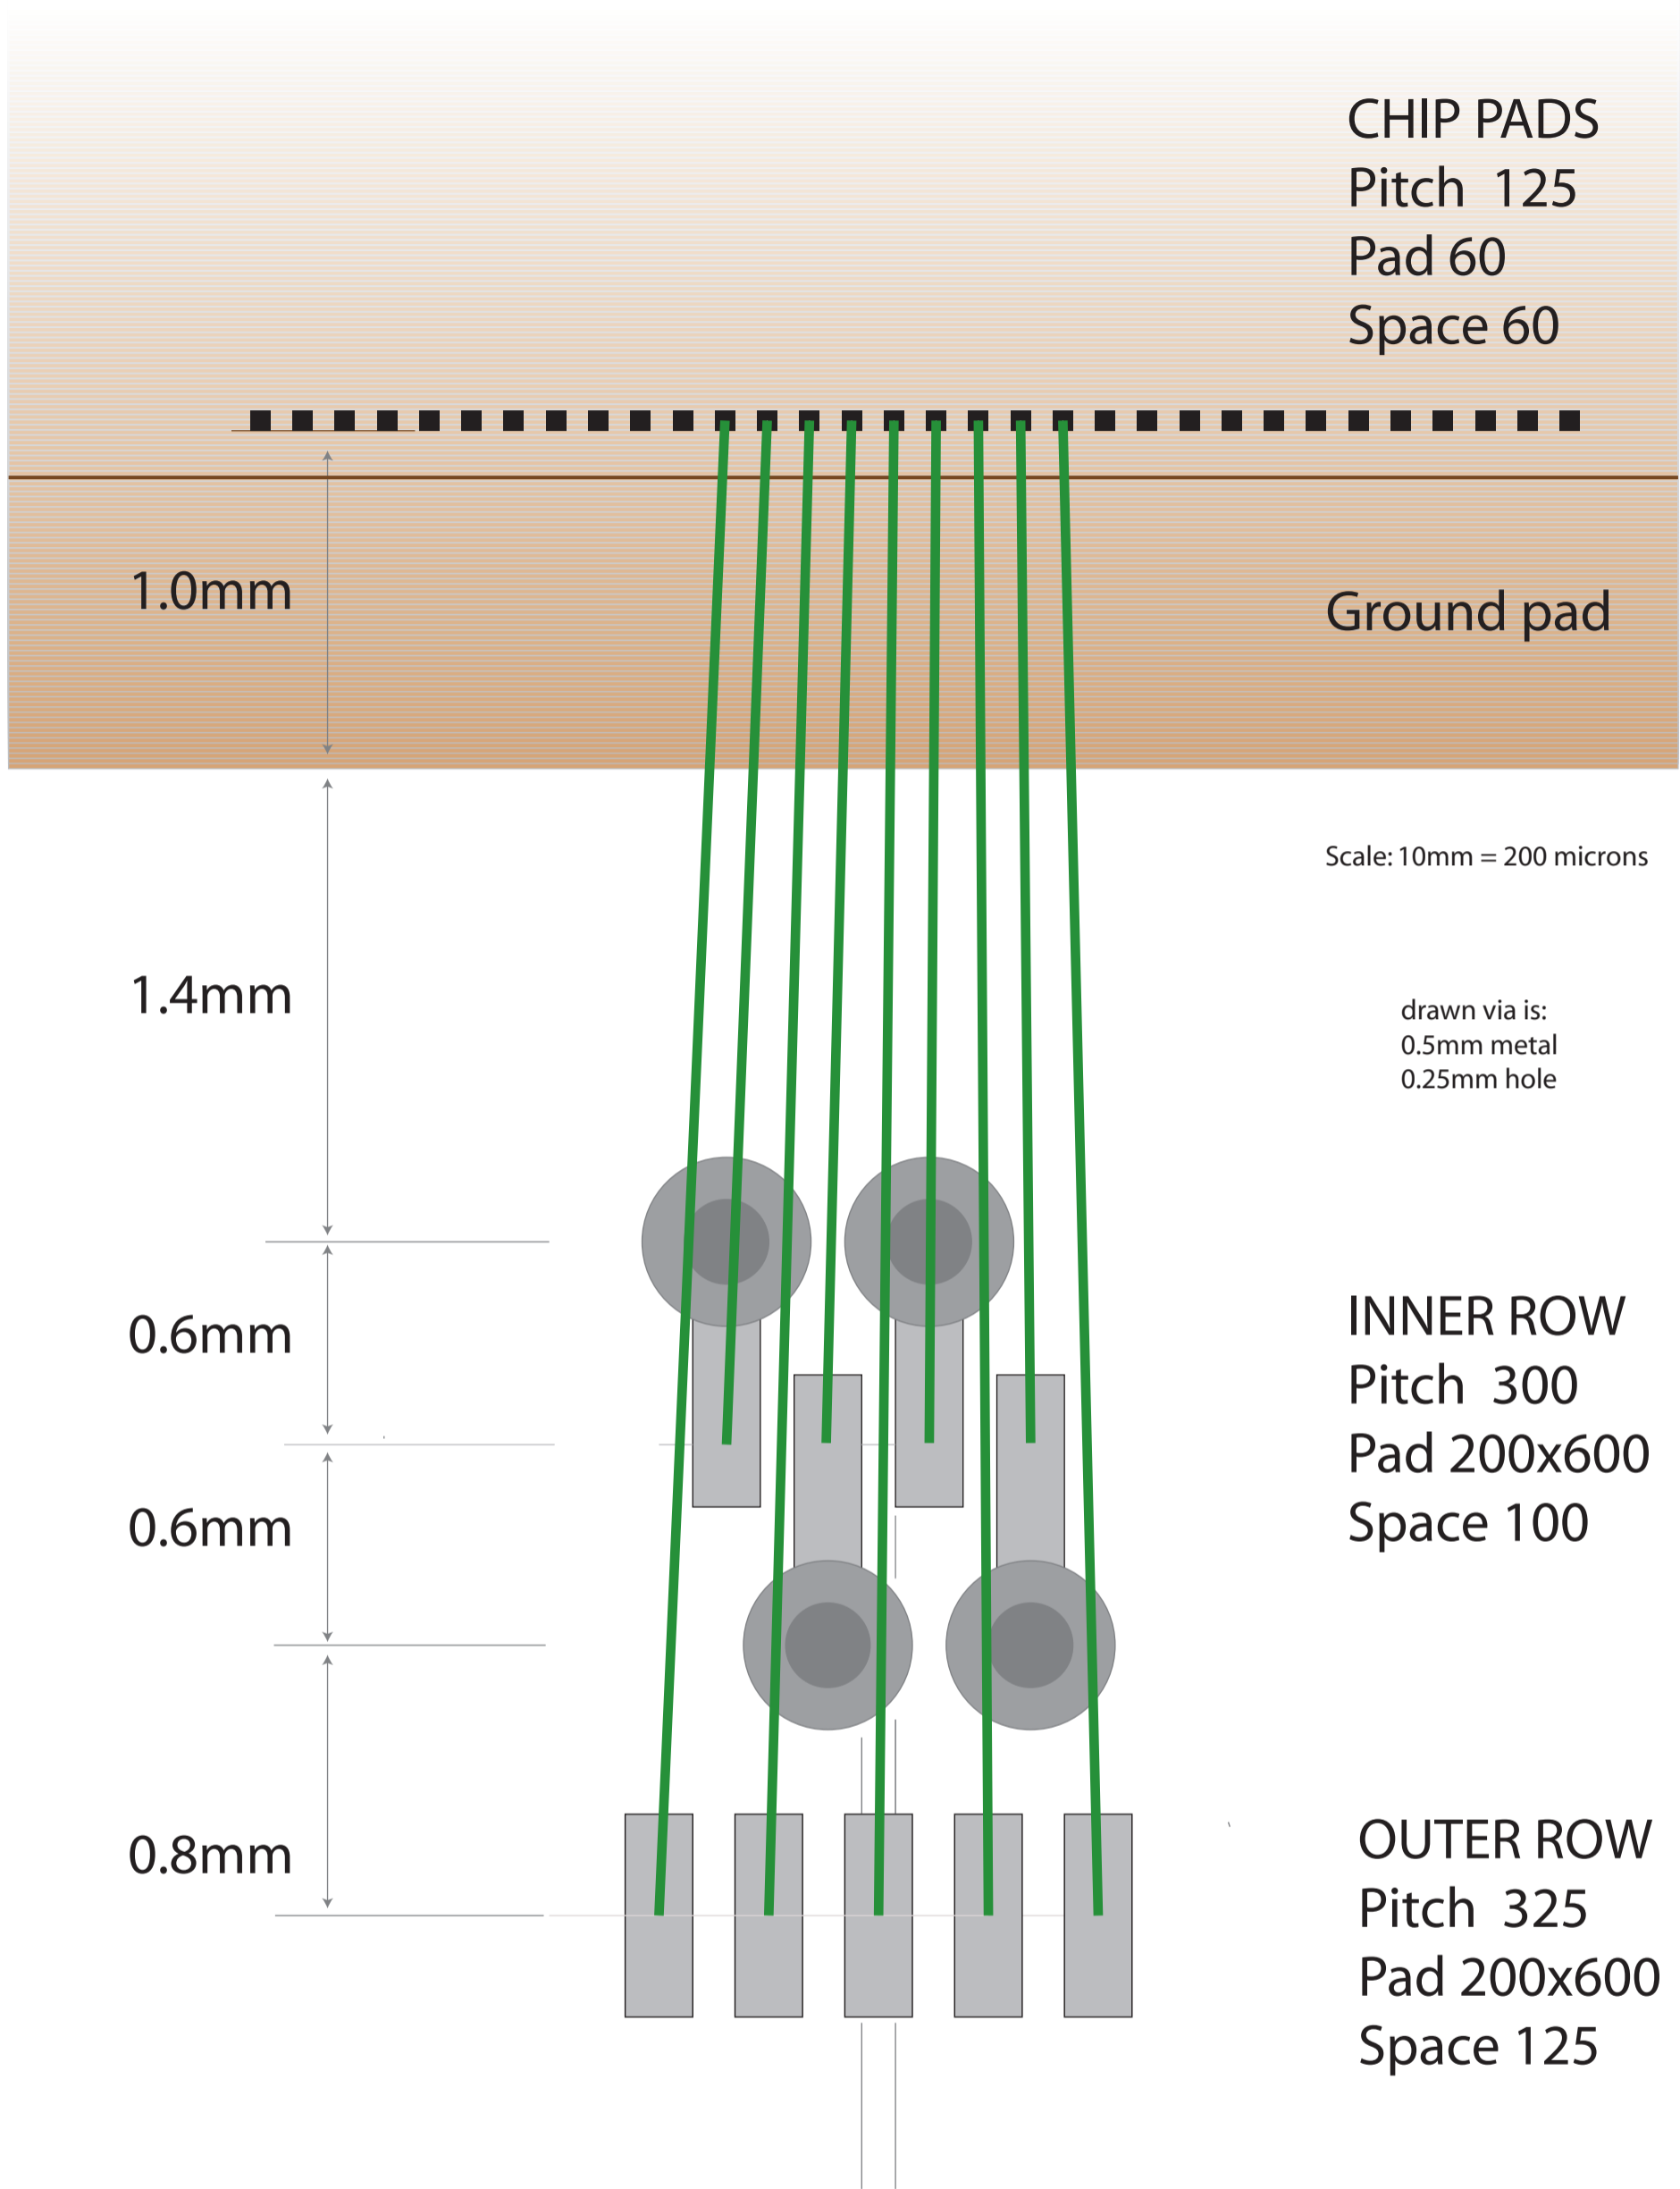 CHIP PADS
Pitch 125
Pad 60
Space 60
1.0mm
Ground pad
Scale: 10mm = 200 microns
1.4mm
drawn via is:
0.5mm metal
0.25mm hole
0.6mm
INNER ROW
Pitch 300
Pad 200x600
Space 100
0.6mm
0.8mm
OUTER ROW
Pitch 325
Pad 200x600
Space 125